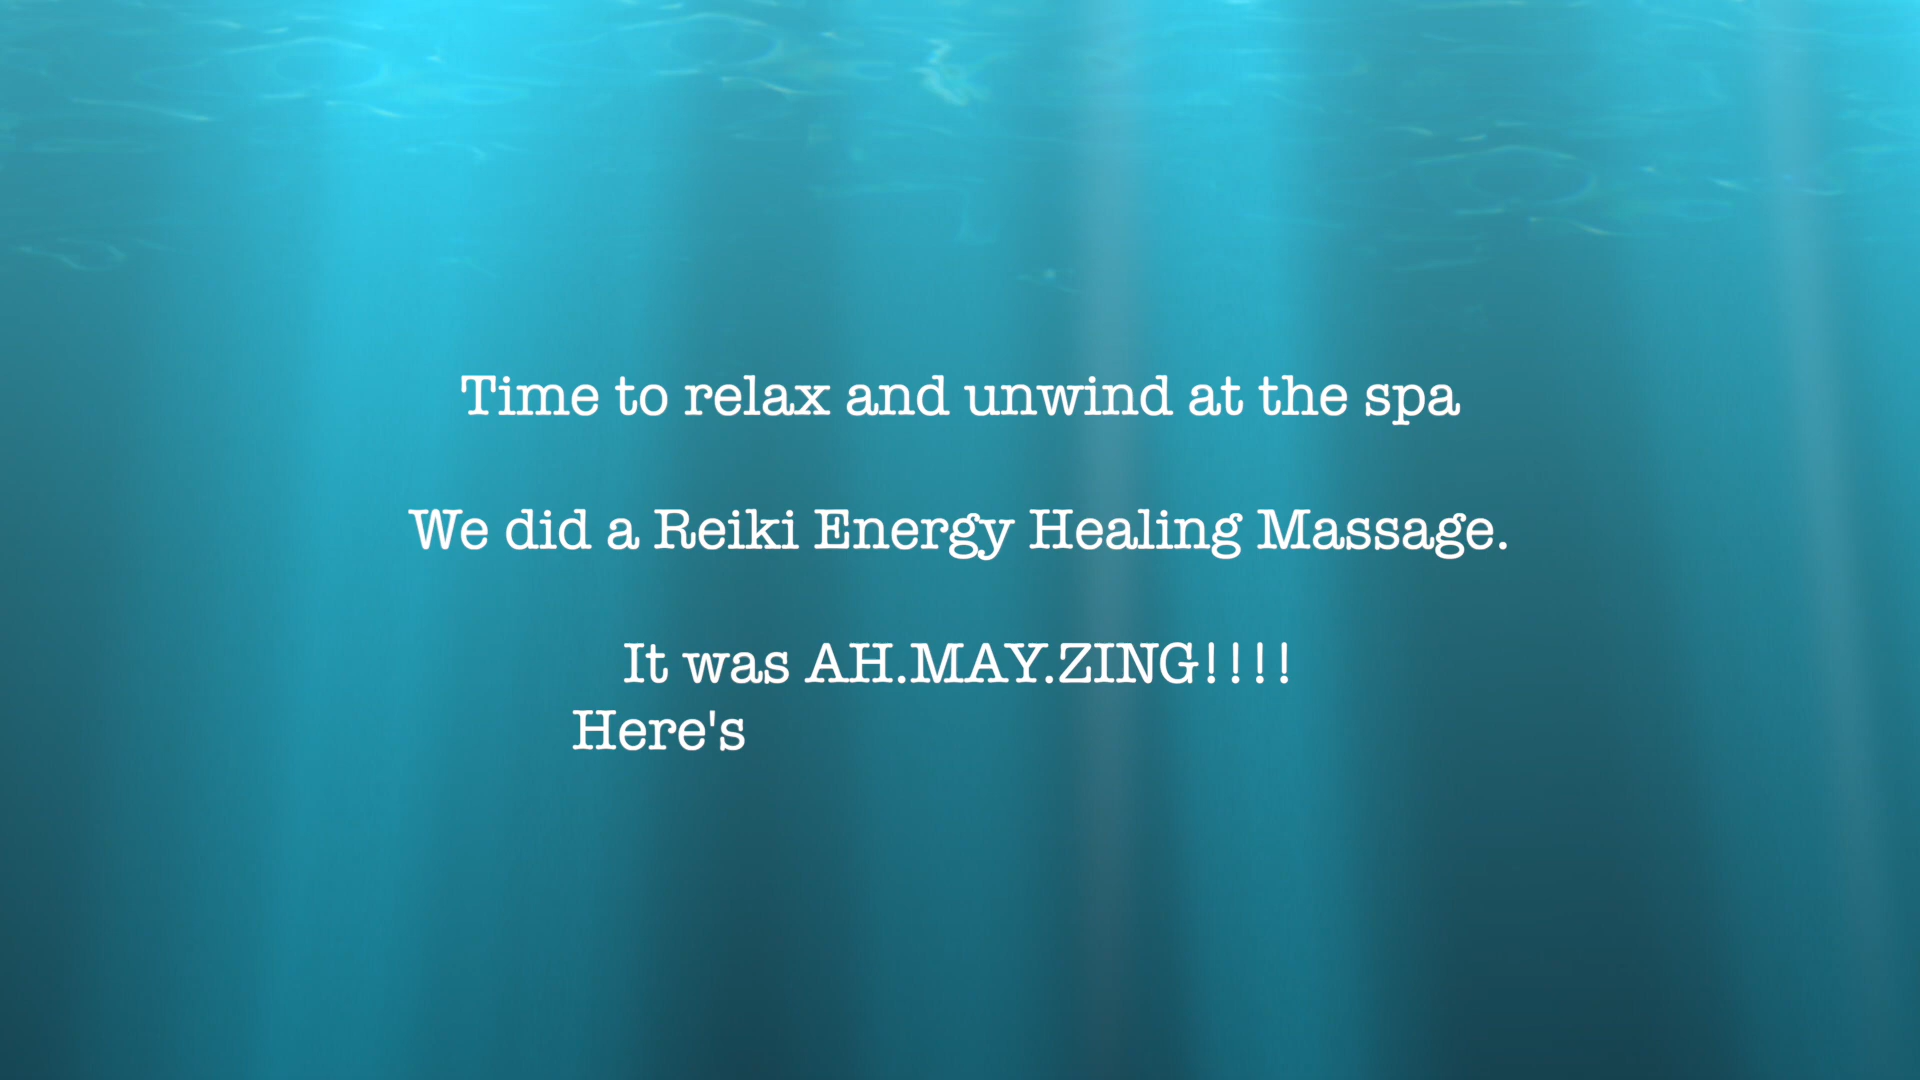 Time to relax and unwind at the spa
We did a Reiki Energy Healing Massage.
It was AH.MAY.ZING!!!!
Here's